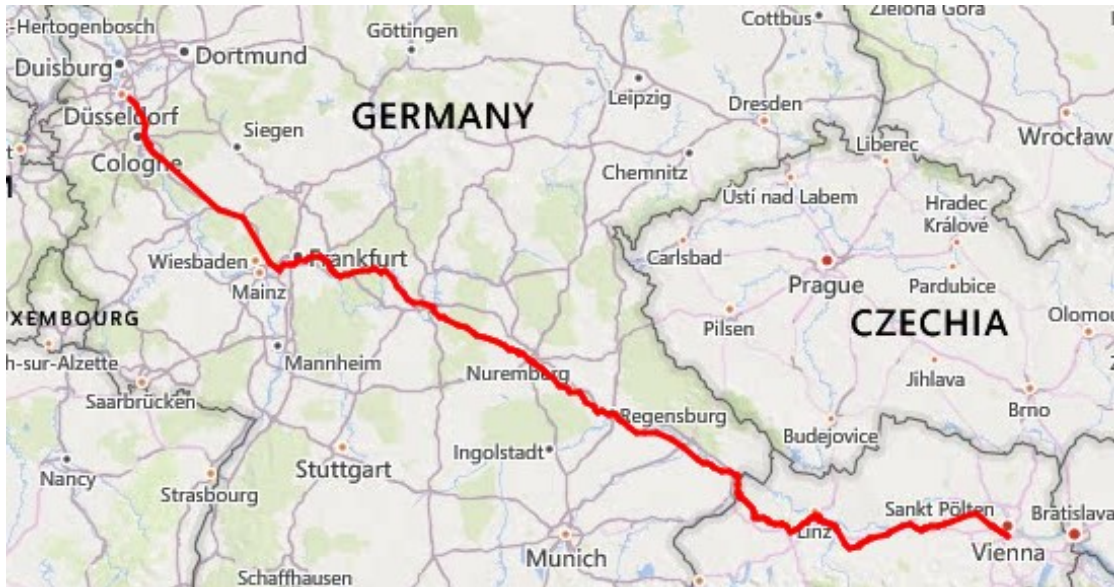 -Hertogenbosch
Duisburg
Dortmund
Göttingen
Cottbus
Zielona Góra
Leipzig
Düsseldorf
GERMANY
Dresden
Wrocław
Siegen
Cologne
Chemnitz
Liberec
Ústí nad Labem
Hradec
Králové
Wiesbaden
Frankfurt
Carlsbad
Prague
Mainz
Pardubice
UXEMBOURG
Pilsen
CZECHIA
Olomou
h-sur-Alzette
Mannheim
Nuremberg
Jihlava
Saarbrücken
Regensburg
Brno
Budejovice
Ingolstadt
Stuttgart
Nancy
Strasbourg
Sankt Pölten
Bratislava
Linz
Vienna
Munich
Schaffhausen